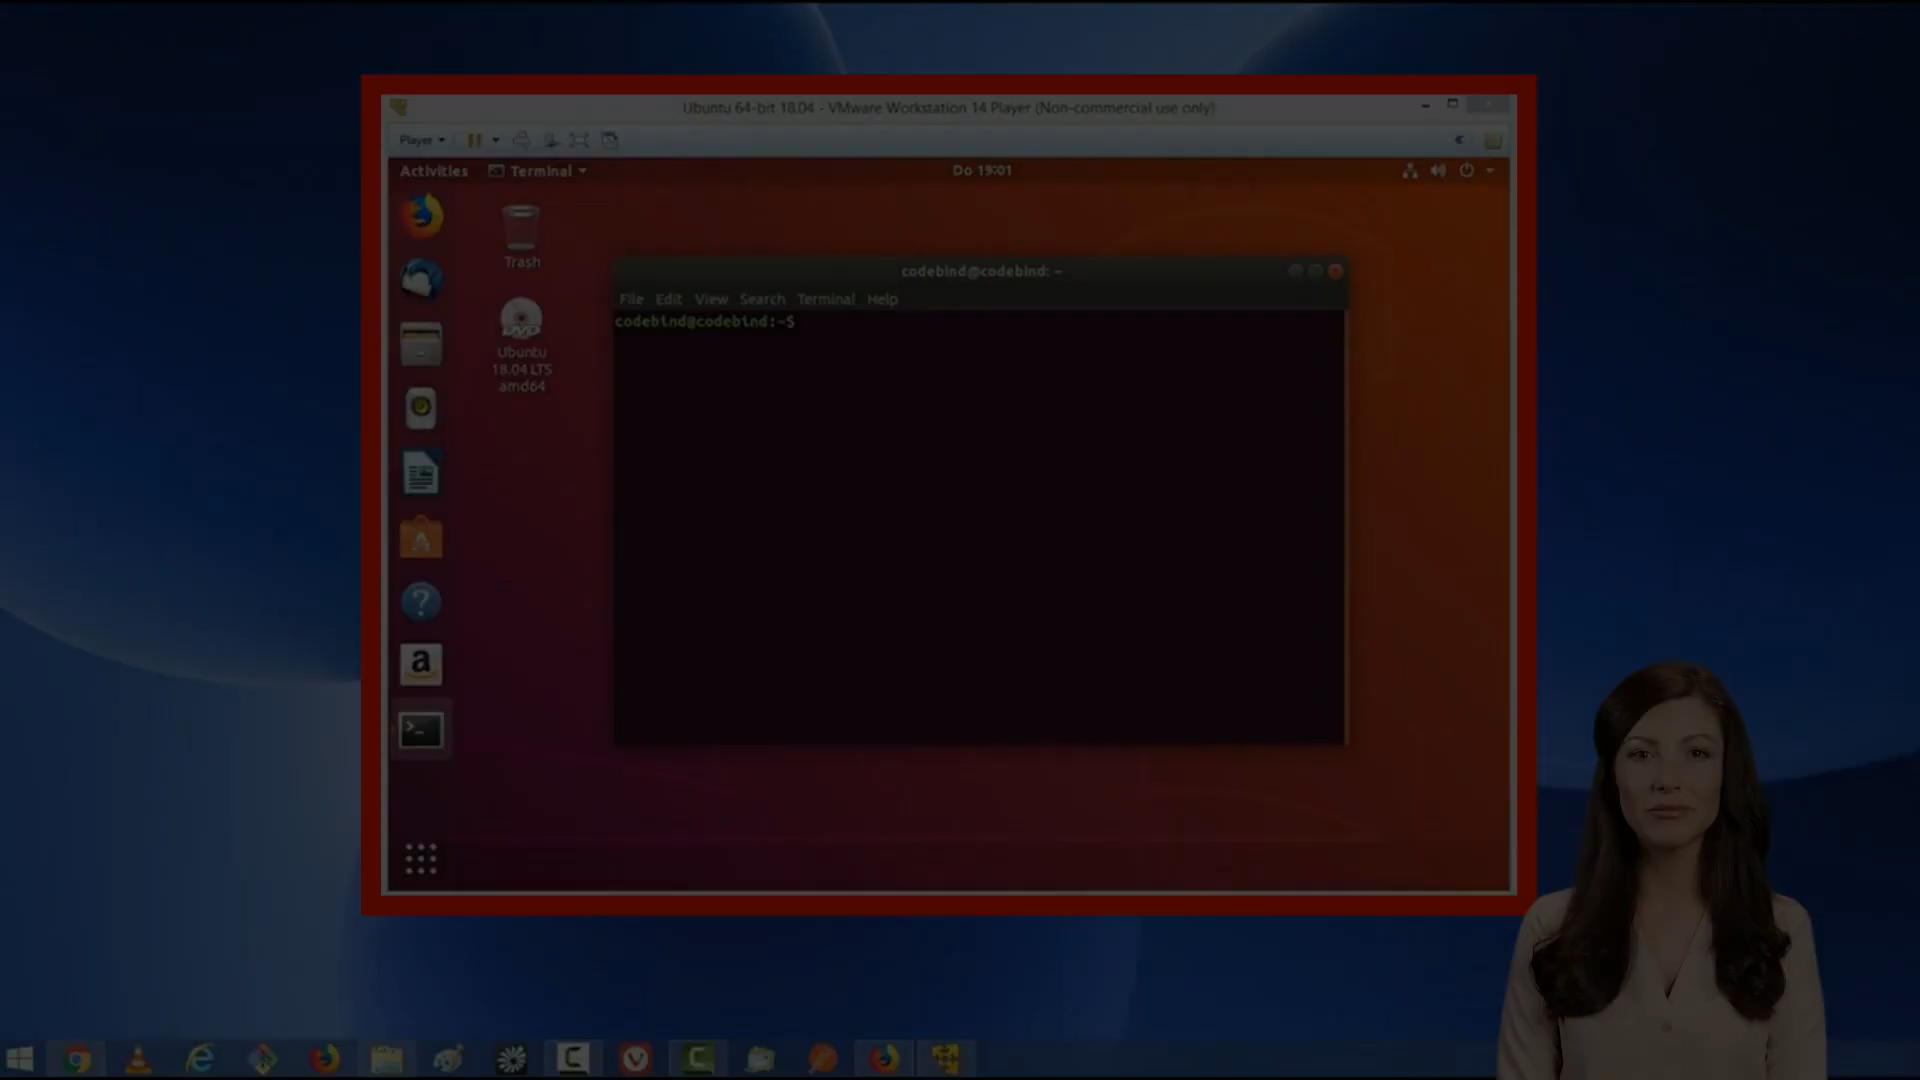 Ubuntu 64-bit 18.04 - VMware Workstation 14 Player (Non-commercial use only)
Player
Activities
Terminal
Do 19:01
Trash
Ubuntu
18.04 LTS
amd64
codebind@codebind: ~
File Edit View Search Terminal Help
codebind@codebind:~$